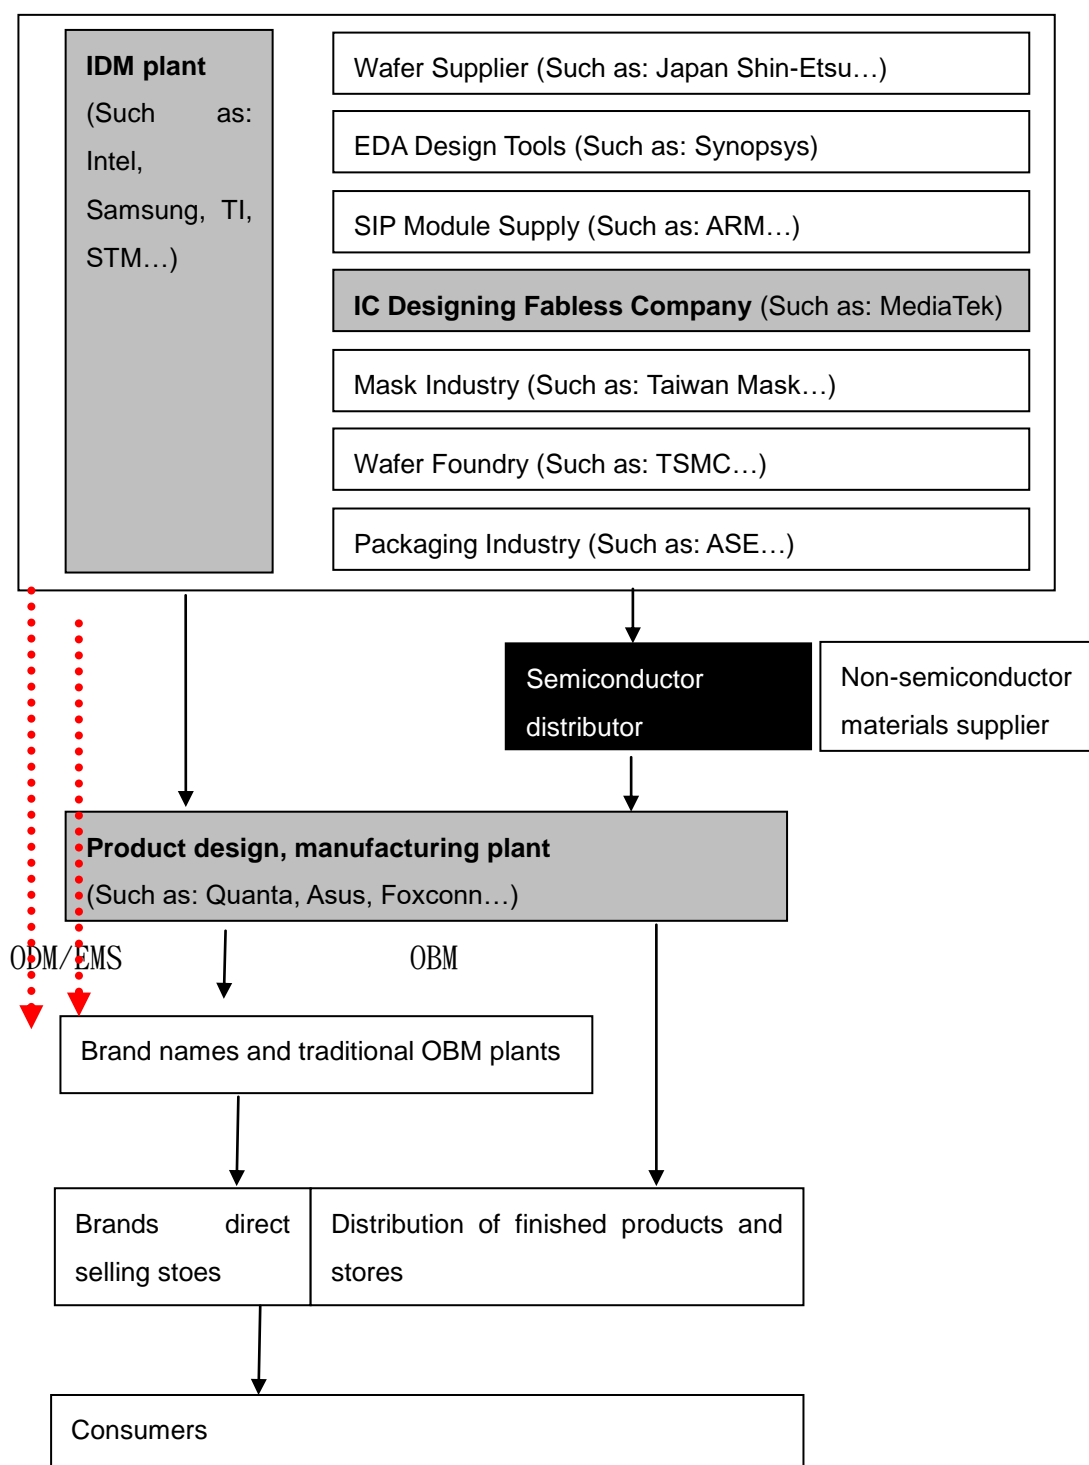 IDM plant
(Such as:
Intel,
Samsung, TI,
STM…)
Wafer Supplier (Such as: Japan Shin-Etsu…)
EDA Design Tools (Such as: Synopsys)
SIP Module Supply (Such as: ARM…)
IC Designing Fabless Company (Such as: MediaTek)
Mask Industry (Such as: Taiwan Mask…)
Wafer Foundry (Such as: TSMC…)
Packaging Industry (Such as: ASE…)
Semiconductor
distributor
Non-semiconductor
materials supplier
Product design, manufacturing plant
(Such as: Quanta, Asus, Foxconn…)
ODM/EMS
OBM
Brand names and traditional OBM plants
Brands direct
selling stoes
Distribution of finished products and
stores
Consumers